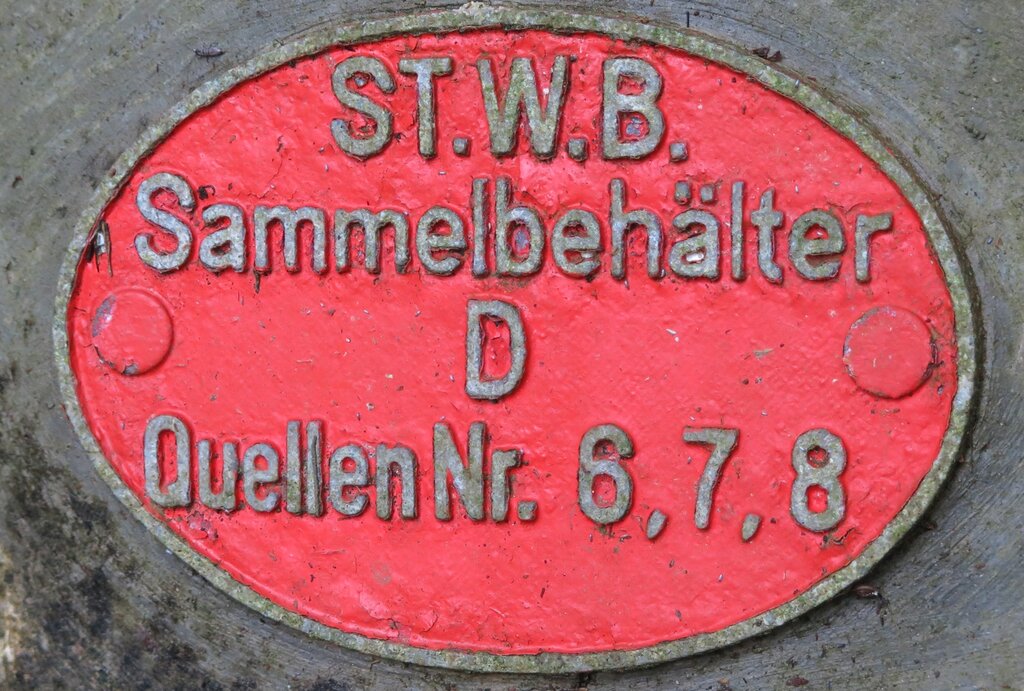 ST.W.B.
Sammelbehälter
D
Quellen Nr. 6,7,8